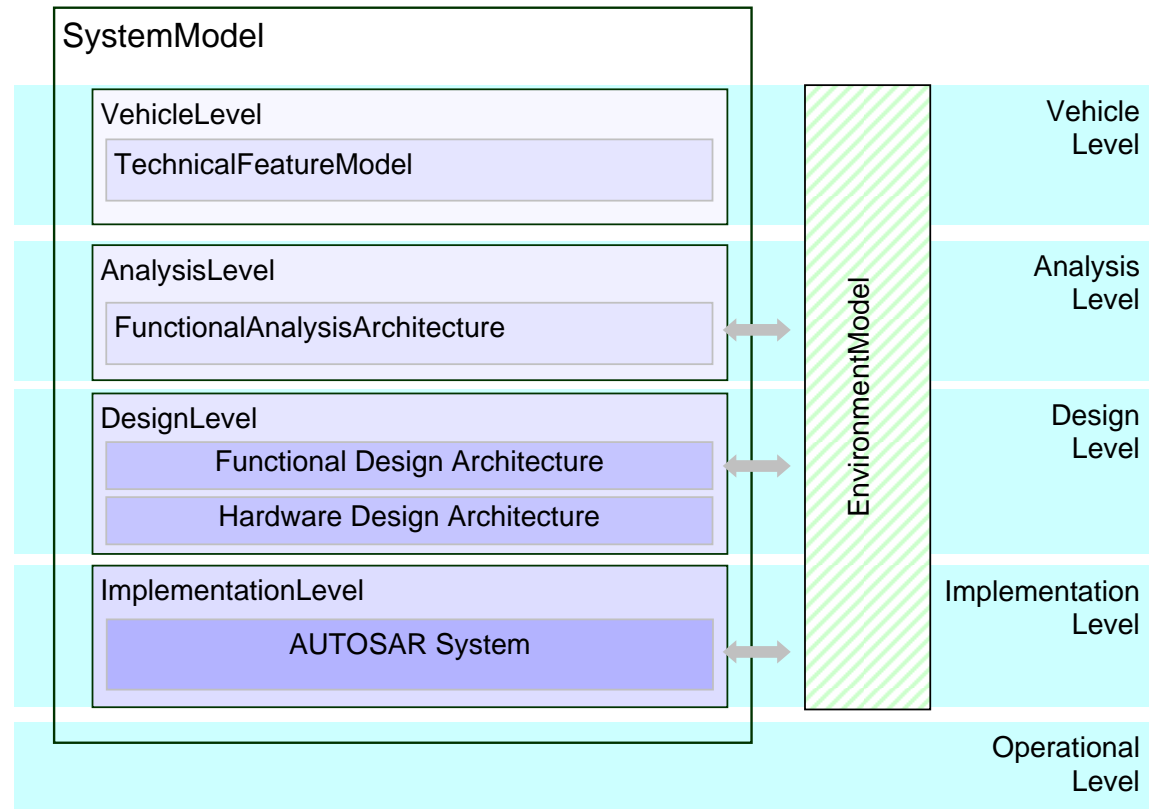 SystemModel
VehicleLevel
TechnicalFeatureModel
Vehicle
Level
AnalysisLevel
FunctionalAnalysisArchitecture
Analysis
Level
EnvironmentModel
DesignLevel
Functional Design Architecture
Hardware Design Architecture
Design
Level
ImplementationLevel
AUTOSAR System
Implementation
Level
Operational
Level